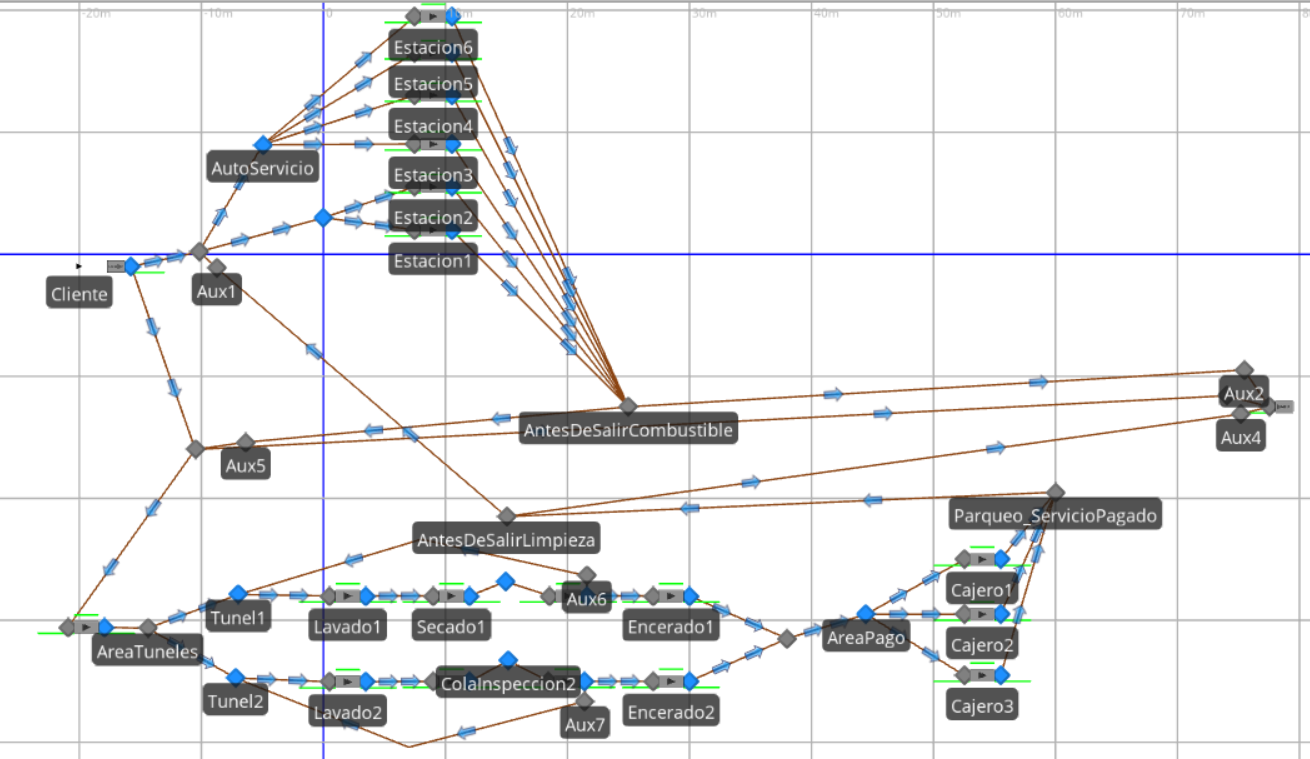 -20m -10m 0 10m 20m 30m 40m 50m 60m 70m
Estacion6
Estacion5
Estacion4
AutoServicio
Estacion3
Estacion2
Estacion1
Cliente
Aux1
Aux2
AntesDeSalirCombustible
Aux4
Aux5
Parqueo_ServicioPagado
AntesDeSalirLimpieza
Cajero1
Aux6
Tunel1
Lavado1
Secado1
Encerado1
AreaPago
Cajero2
AreaTuneles
ColaInspeccion2
Tunel2
Lavado2
Encerado2
Cajero3
Aux7